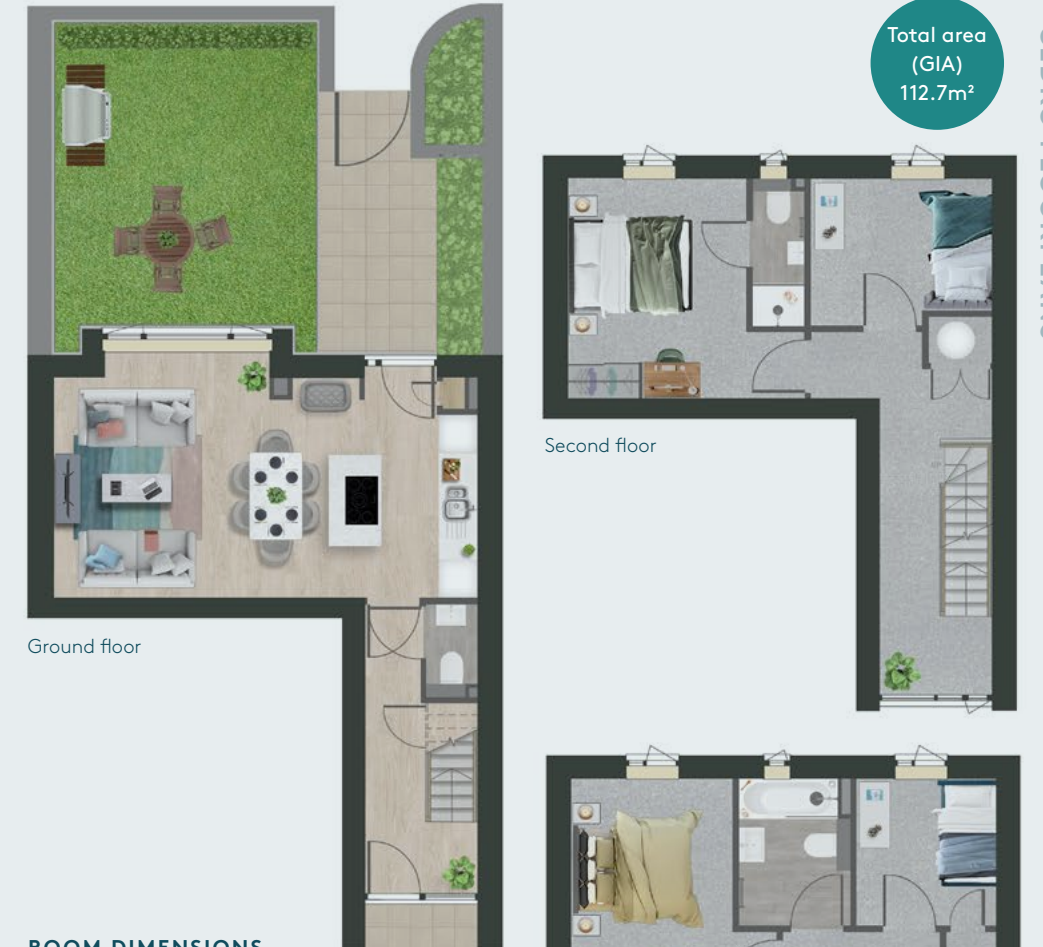 Total area
(GIA)
112.7m²
Second floor
Ground floor
ROOM DIMENSIONS